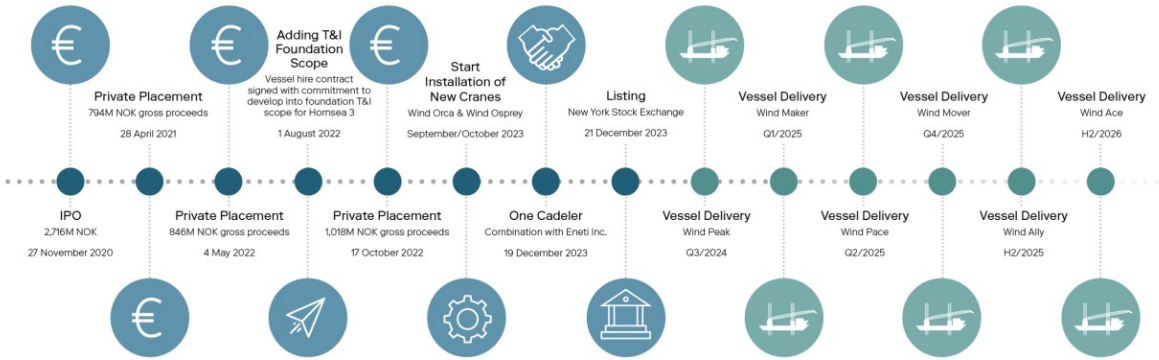 IPO
2,716M NOK
27 November 2020
Private Placement
794M NOK gross proceeds
28 April 2021
Private Placement
846M NOK gross proceeds
4 May 2022
Adding T&I
Foundation
Scope
Vessel hire contract
signed with commitment to
develop into foundation T&I
scope for Hornsea 3
1 August 2022
Private Placement
1,018M NOK gross proceeds
17 October 2022
Start
Installation of
New Cranes
Wind Orca & Wind Osprey
September/October 2023
One Cadeler
Combination with Eneti Inc.
19 December 2023
Listing
New York Stock Exchange
21 December 2023
Vessel Delivery
Wind Peak
Q3/2024
Vessel Delivery
Wind Maker
Q1/2025
Vessel Delivery
Wind Pace
Q2/2025
Vessel Delivery
Wind Mover
Q4/2025
Vessel Delivery
Wind Ally
H2/2025
Vessel Delivery
Wind Ace
H2/2026